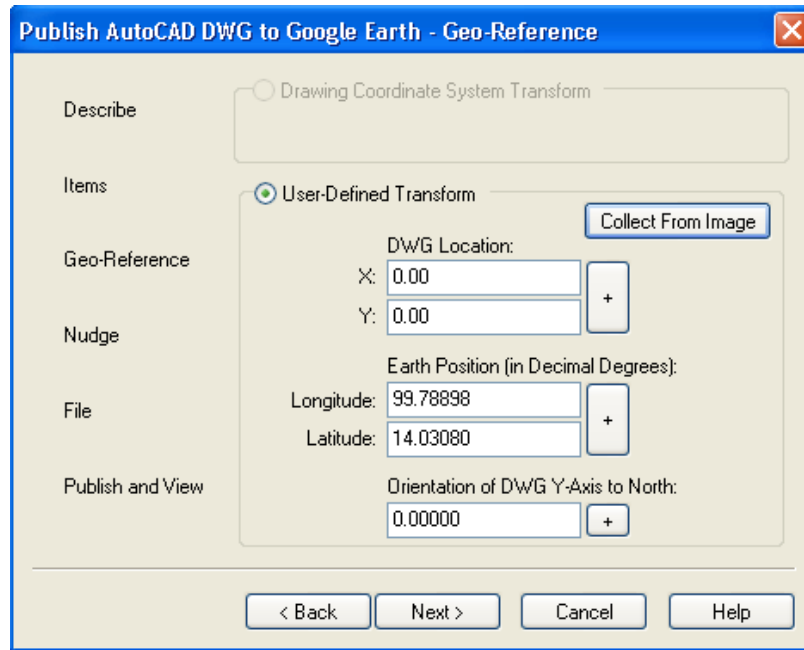 Publish AutoCAD DWG to Google Earth - Geo-Reference
Describe
Items
Geo-Reference
Nudge
File
Publish and View
Drawing Coordinate System Transform
User-Defined Transform
Collect From Image
DWG Location:
X: 0.00
+
Y: 0.00
Earth Position (in Decimal Degrees):
Longitude: 99.78898
+
Latitude: 14.03080
Orientation of DWG Y-Axis to North:
0.00000 +
< Back Next > Cancel Help